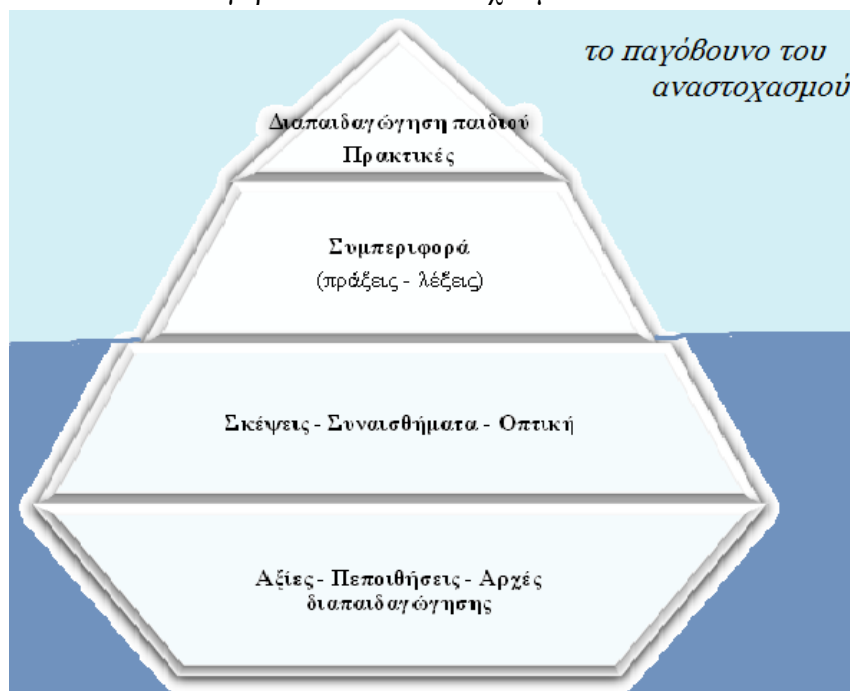 το παγόβουνο του
αναστοχασμού
Διαπαιδαγώγηση παιδιού
Πρακτικές
Συμπεριφορά
(πράξεις - λέξεις)
Σκέψεις - Συναισθήματα - Οπτική
Αξίες - Πεποιθήσεις - Αρχές
διαπαιδαγώγησης